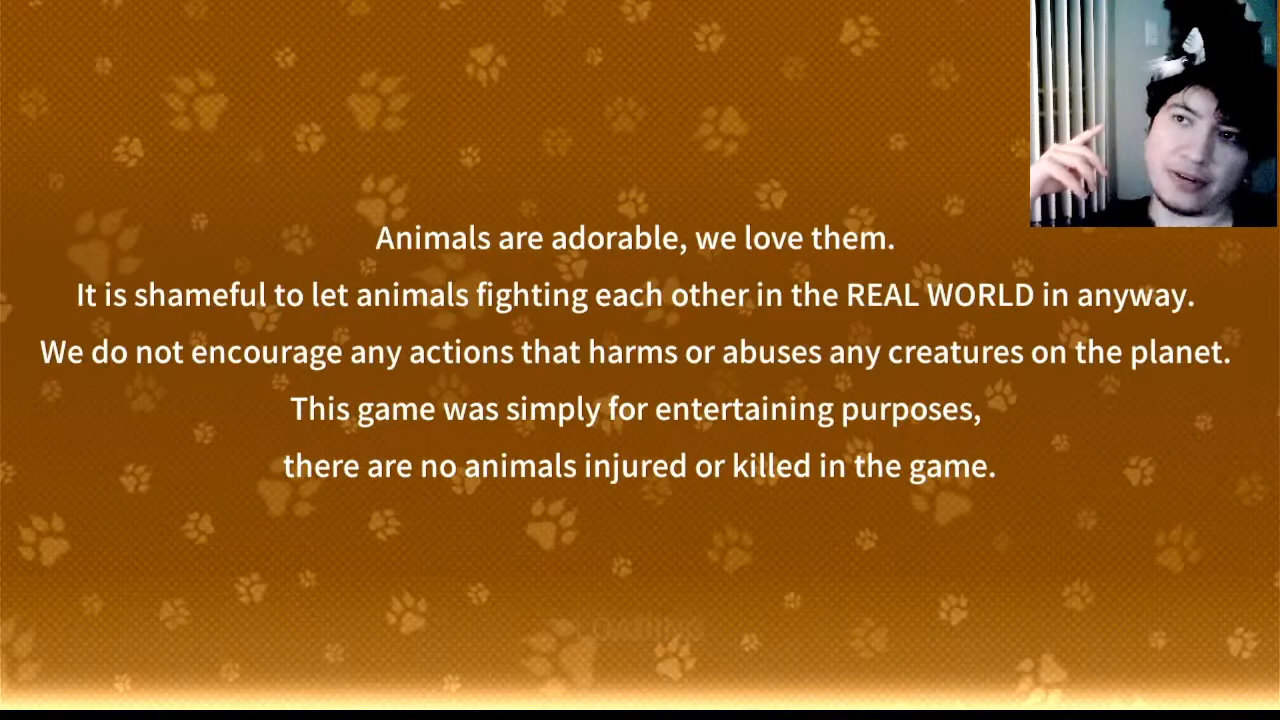 Animals are adorable, we love them.
It is shameful to let animals fighting each other in the REAL WORLD in anyway.
We do not encourage any actions that harms or abuses any creatures on the planet.
This game was simply for entertaining purposes,
there are no animals injured or killed in the game.
LOADING